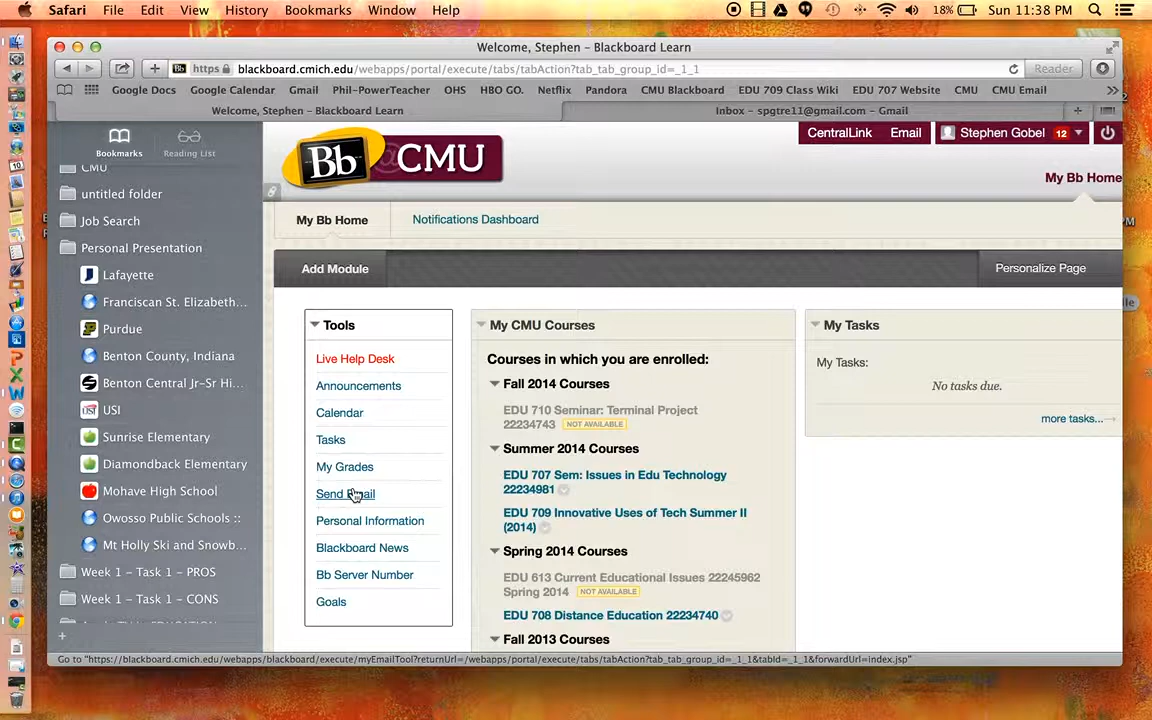 Safari File Edit View History Bookmarks Window Help 18% Sun 11:38 PM
Welcome, Stephen – Blackboard Learn
https blackboard.cmich.edu/webapps/portal/execute/tabs/tabAction?tab_tab_group_id=_1_1 Reader
Google Docs Google Calendar Gmail Phil-PowerTeacher OHS HBO GO. Netflix Pandora CMU Blackboard EDU 709 Class Wiki EDU 707 Website CMU CMU Email
Welcome, Stephen – Blackboard Learn Inbox – spgtre11@gmail.com – Gmail
Bookmarks Reading List
CMU
untitled folder
Job Search
Personal Presentation
Lafayette
Franciscan St. Elizabeth...
Purdue
Benton County, Indiana
Benton Central Jr-Sr Hi...
USI
Sunrise Elementary
Diamondback Elementary
Mohave High School
Owosso Public Schools ::
Mt Holly Ski and Snowb...
Week 1 – Task 1 – PROS
Week 1 – Task 1 – CONS
Bb @CMU
CentralLink Email Stephen Gobel 12
My Bb Home
My Bb Home Notifications Dashboard
Add Module Personalize Page
Tools
Live Help Desk
Announcements
Calendar
Tasks
My Grades
Send Email
Personal Information
Blackboard News
Bb Server Number
Goals
My CMU Courses
Courses in which you are enrolled:
Fall 2014 Courses
EDU 710 Seminar: Terminal Project
22234743 NOT AVAILABLE
Summer 2014 Courses
EDU 707 Sem: Issues in Edu Technology
22234981
EDU 709 Innovative Uses of Tech Summer II
(2014)
Spring 2014 Courses
EDU 613 Current Educational Issues 22245962
Spring 2014 NOT AVAILABLE
EDU 708 Distance Education 22234740
Fall 2013 Courses
My Tasks
My Tasks:
No tasks due.
more tasks...
Go to "https://blackboard.cmich.edu/webapps/blackboard/execute/myEmailTool?returnUrl=/webapps/portal/execute/tabs/tabAction?tab_tab_group_id=_1_1&tabId=_1_1&forwardUrl=index.jsp"